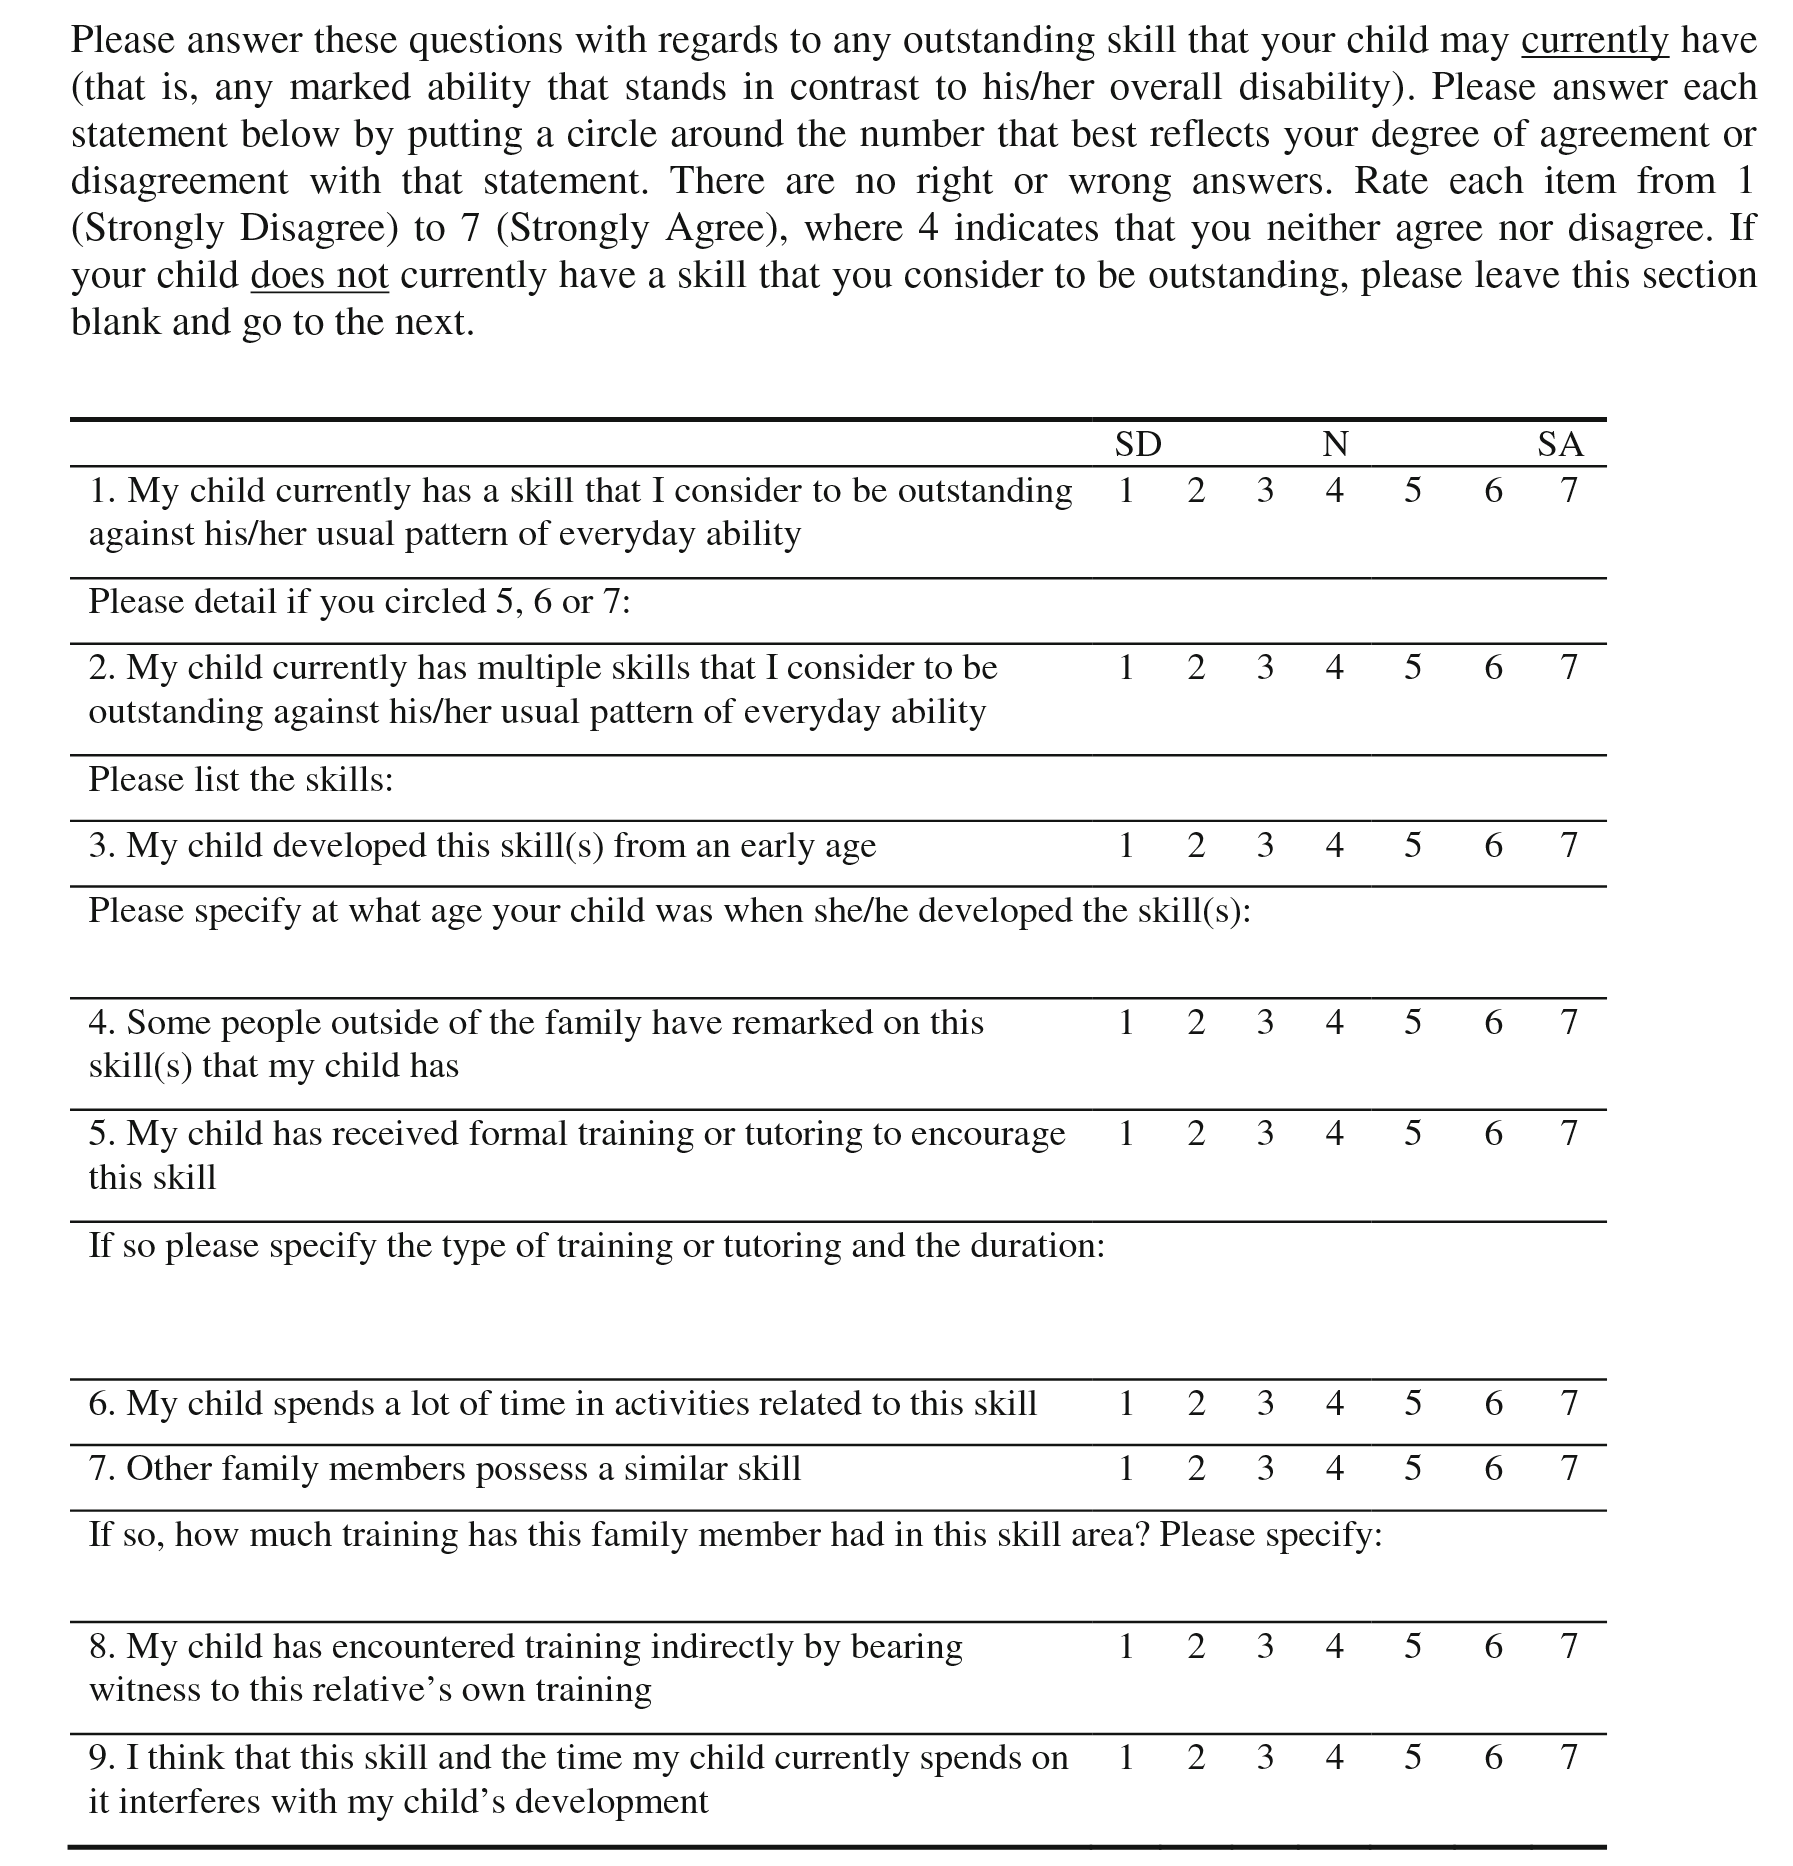 Please answer these questions with regards to any outstanding skill that your child may currently have
(that is, any marked ability that stands in contrast to his/her overall disability). Please answer each
statement below by putting a circle around the number that best reflects your degree of agreement or
disagreement with that statement. There are no right or wrong answers. Rate each item from 1
(Strongly Disagree) to 7 (Strongly Agree), where 4 indicates that you neither agree nor disagree. If
your child does not currently have a skill that you consider to be outstanding, please leave this section
blank and go to the next.
SD N SA
1. My child currently has a skill that I consider to be outstanding 1 2 3 4 5 6 7
against his/her usual pattern of everyday ability
Please detail if you circled 5, 6 or 7:
2. My child currently has multiple skills that I consider to be 1 2 3 4 5 6 7
outstanding against his/her usual pattern of everyday ability
Please list the skills:
3. My child developed this skill(s) from an early age 1 2 3 4 5 6 7
Please specify at what age your child was when she/he developed the skill(s):
4. Some people outside of the family have remarked on this 1 2 3 4 5 6 7
skill(s) that my child has
5. My child has received formal training or tutoring to encourage 1 2 3 4 5 6 7
this skill
If so please specify the type of training or tutoring and the duration:
6. My child spends a lot of time in activities related to this skill 1 2 3 4 5 6 7
7. Other family members possess a similar skill 1 2 3 4 5 6 7
If so, how much training has this family member had in this skill area? Please specify:
8. My child has encountered training indirectly by bearing 1 2 3 4 5 6 7
witness to this relative’s own training
9. I think that this skill and the time my child currently spends on 1 2 3 4 5 6 7
it interferes with my child’s development